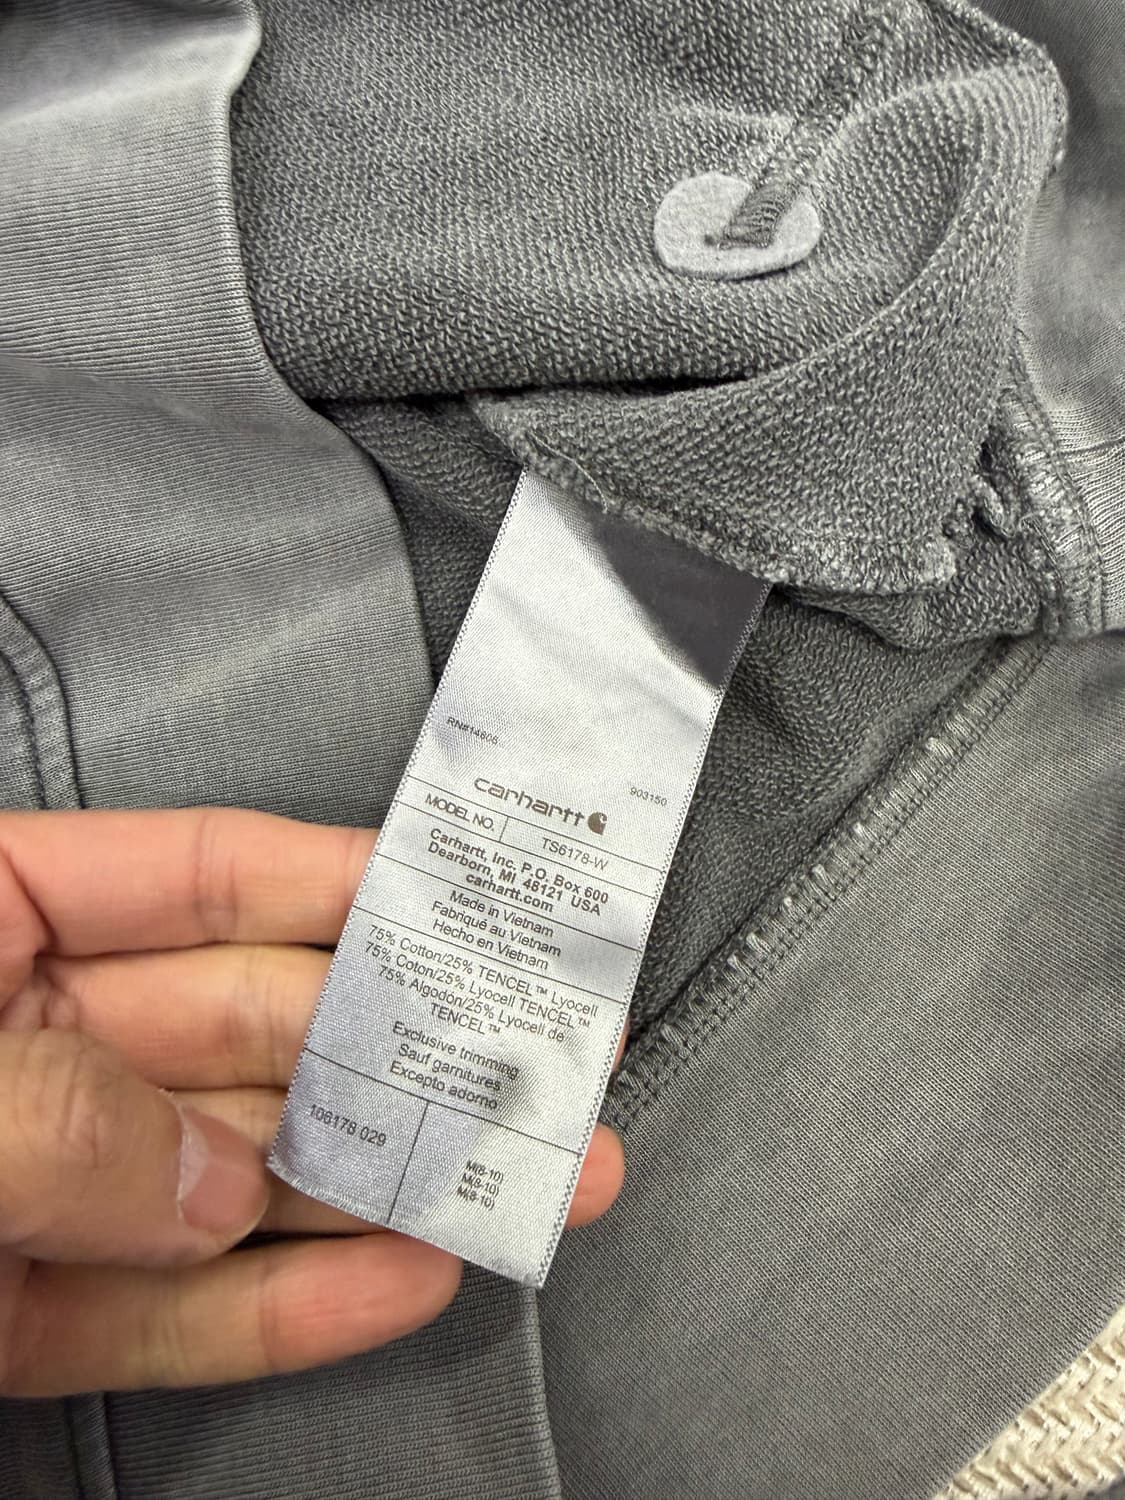 RN#14806
903150
carhartt
MODEL NO. TS6178-W
Carhartt, Inc. P.O. Box 600
Dearborn, MI 48121 USA
carhartt.com
Made in Vietnam
Fabriqué au Vietnam
Hecho en Vietnam
75% Cotton/25% TENCEL™ Lyocell
75% Coton/25% Lyocell TENCEL™
75% Algodón/25% Lyocell de
TENCEL™
Exclusive trimming
Sauf garnitures
Excepto adorno
106178 029
M(8-10)
M(8-10)
M(8-10)